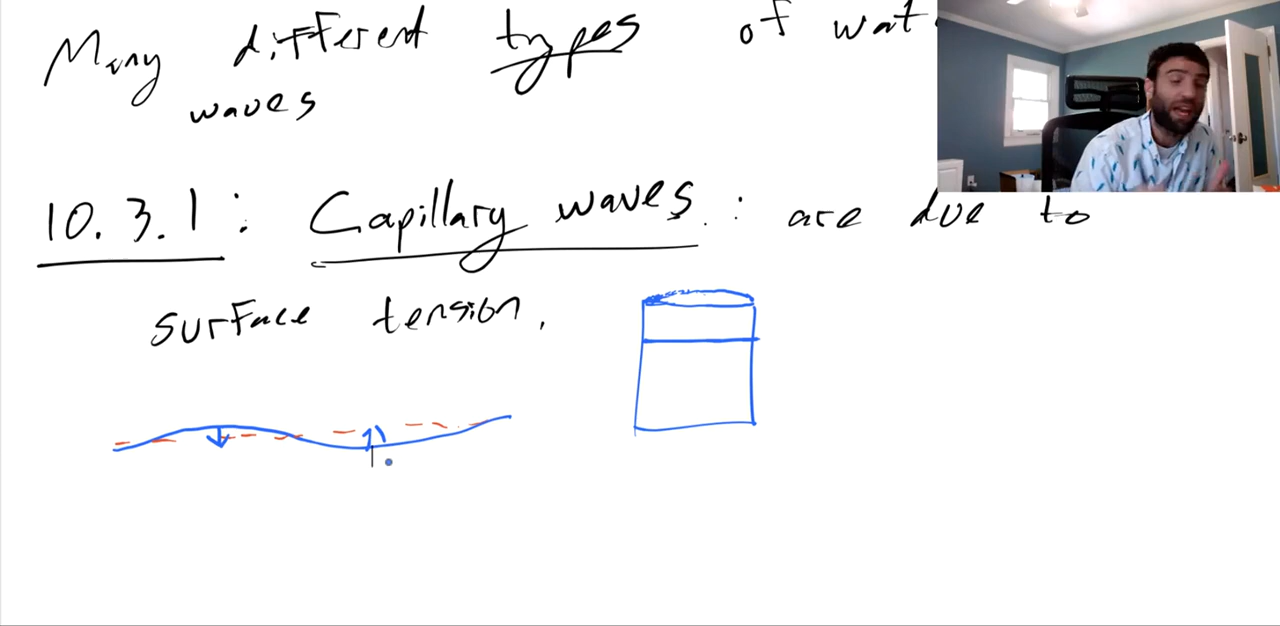 Many different types of wat
waves
10.3.1: Capillary waves: are due to
surface tension.